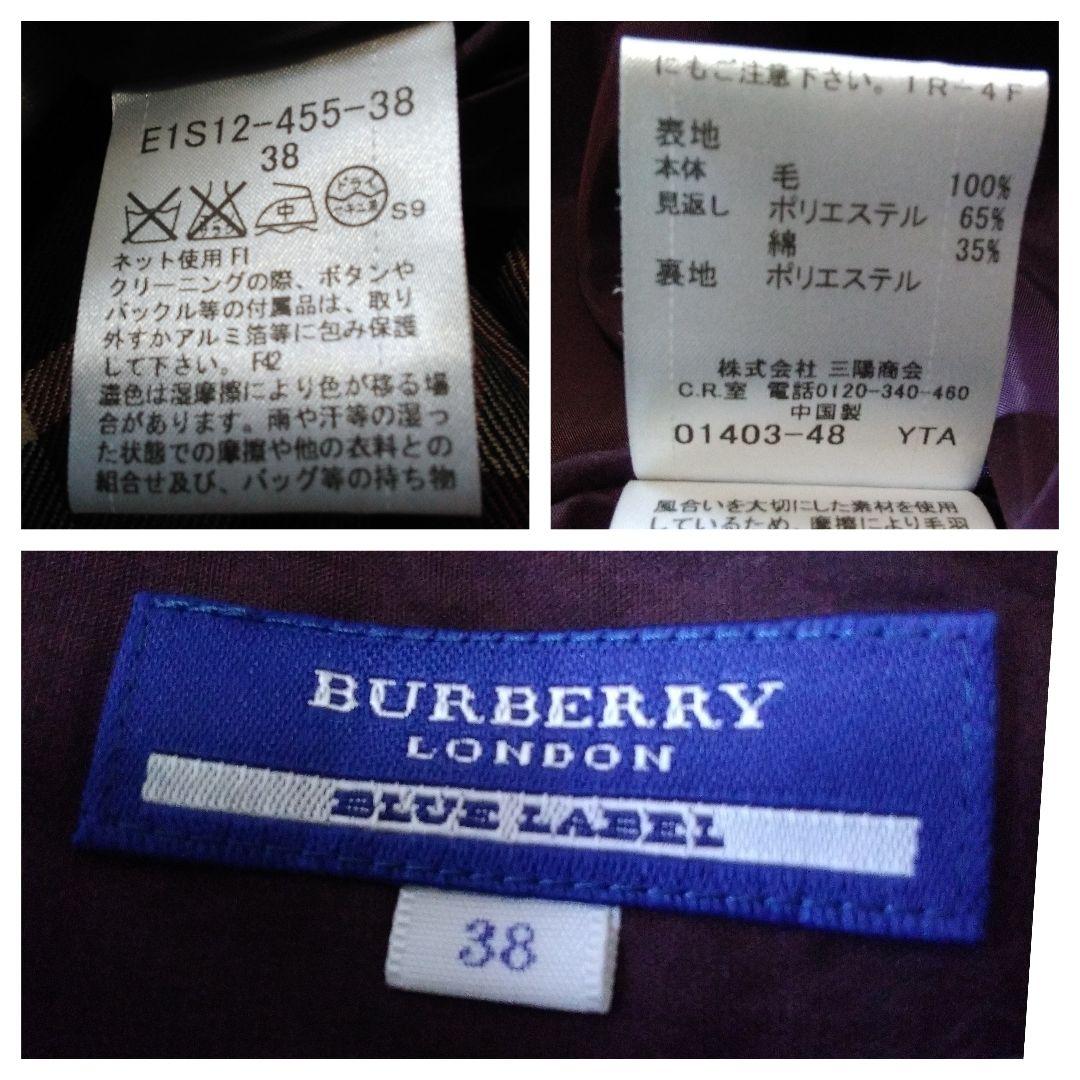 E1S12-455-38
38
中 ドライ S9
ネット使用 FI
クリーニングの際、ボタンや
バックル等の付属品は、取り
外すかアルミ箔等に包み保護
して下さい。 F42
濃色は湿摩擦により色が移る場
合があります。雨や汗等の湿っ
た状態での摩擦や他の衣料との
組合せ及び、バッグ等の持ち物
にもご注意下さい。IR-4F
表地
本体 毛 100%
見返し ポリエステル 65%
綿 35%
裏地 ポリエステル
株式会社 三陽商会
C.R.室 電話0120-340-460
中国製
01403-48 YTA
風合いを大切にした素材を使用
しているため、摩擦により毛羽
BURBERRY
LONDON
BLUE LABEL
38